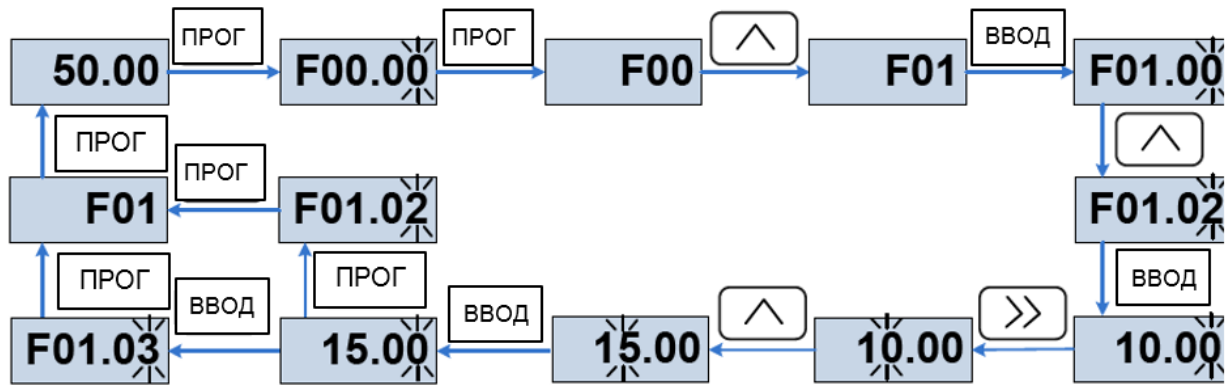 ПРОГ ПРОГ ВВОД
50.00 F00.00 F00 F01 F01.00
ПРОГ ПРОГ
F01 F01.02 F01.02
ПРОГ ВВОД ПРОГ ВВОД ВВОД
F01.03 15.00 15.00 10.00 10.00